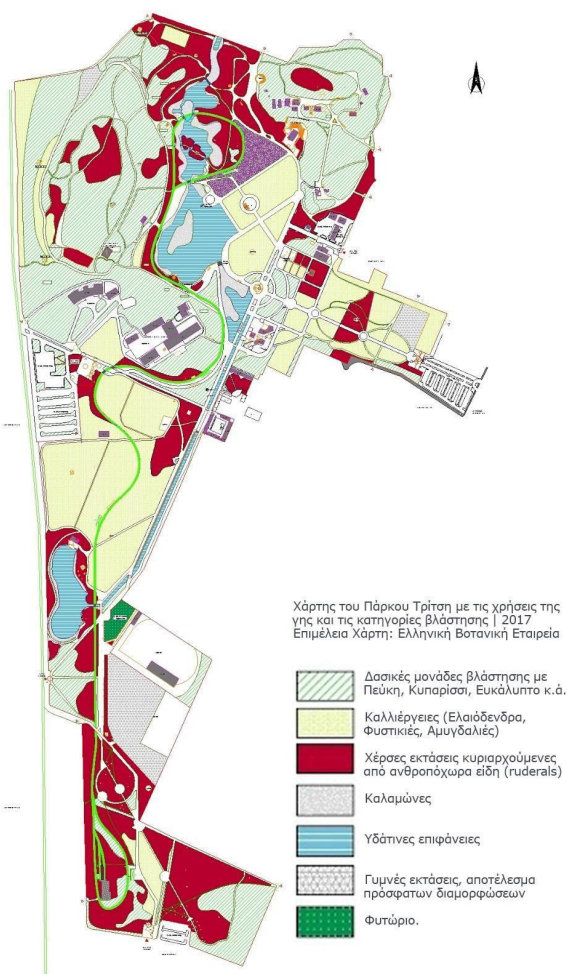 Χάρτης του Πάρκου Τρίτση με τις χρήσεις της
γης και τις κατηγορίες βλάστησης | 2017
Επιμέλεια Χάρτη: Ελληνική Βοτανική Εταιρεία
Δασικές μονάδες βλάστησης με
Πεύκη, Κυπαρίσσι, Ευκάλυπτο κ.ά.
Καλλιέργειες (Ελαιόδενδρα,
Φυστικιές, Αμυγδαλιές)
Χέρσες εκτάσεις κυριαρχούμενες
από ανθροπόχωρα είδη (ruderals)
Καλαμώνες
Υδάτινες επιφάνειες
Γυμνές εκτάσεις, αποτέλεσμα
πρόσφατων διαμορφώσεων
Φυτώριο.